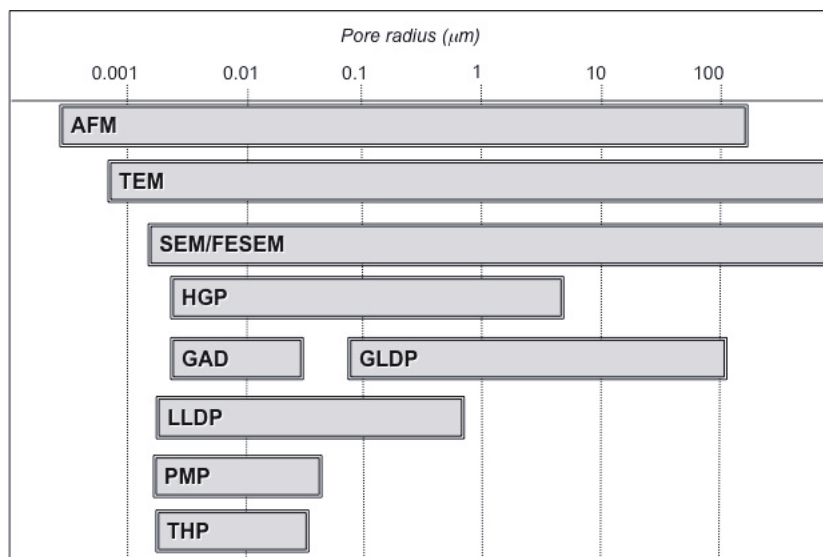 Pore radius (μm)
0.001 0.01 0.1 1 10 100
AFM
TEM
SEM/FESEM
HGP
GAD GLDP
LLDP
PMP
THP